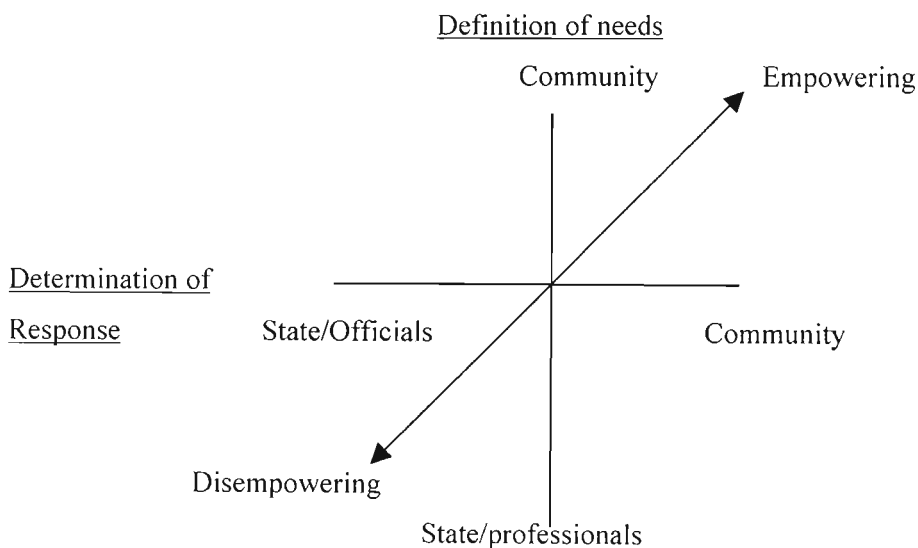 Definition of needs
Community
Empowering
Determination of
Response
State/Officials
Community
Disempowering
State/professionals